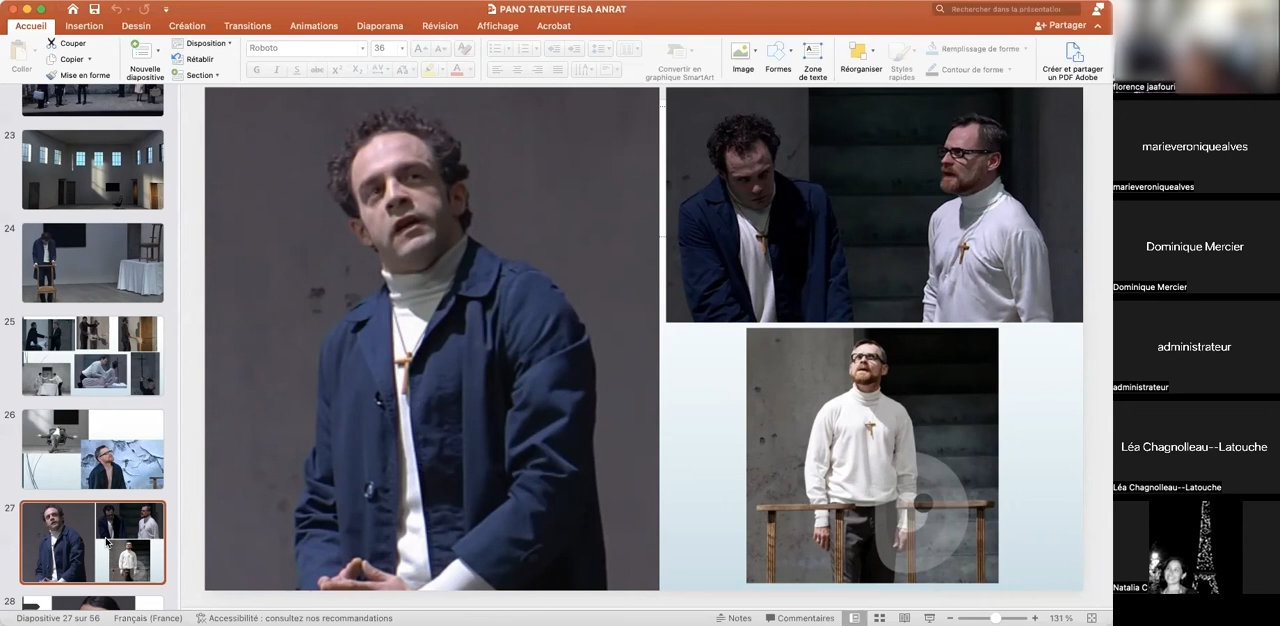 PANO TARTUFFE ISA ANRAT
Rechercher dans la présentation
Accueil Insertion Dessin Création Transitions Animations Diaporama Révision Affichage Acrobat
Partager
Coller
Couper
Copier
Mise en forme
Nouvelle
diapositive
Disposition
Rétablir
Section
Roboto 36
G I S abc X² X₂
Convertir en
graphique SmartArt
Image
Formes
Zone
de texte
Réorganiser
Styles
rapides
Remplissage de forme
Contour de forme
Créer et partager
un PDF Adobe
23
24
25
26
27
28
florence jaafouri
marieveroniquealves
marieveroniquealves
Dominique Mercier
Dominique Mercier
administrateur
administrateur
Léa Chagnolleau--Latouche
Léa Chagnolleau--Latouche
Natalia C
Diapositive 27 sur 56 Français (France) Accessibilité : consultez nos recommandations Notes Commentaires 131 %